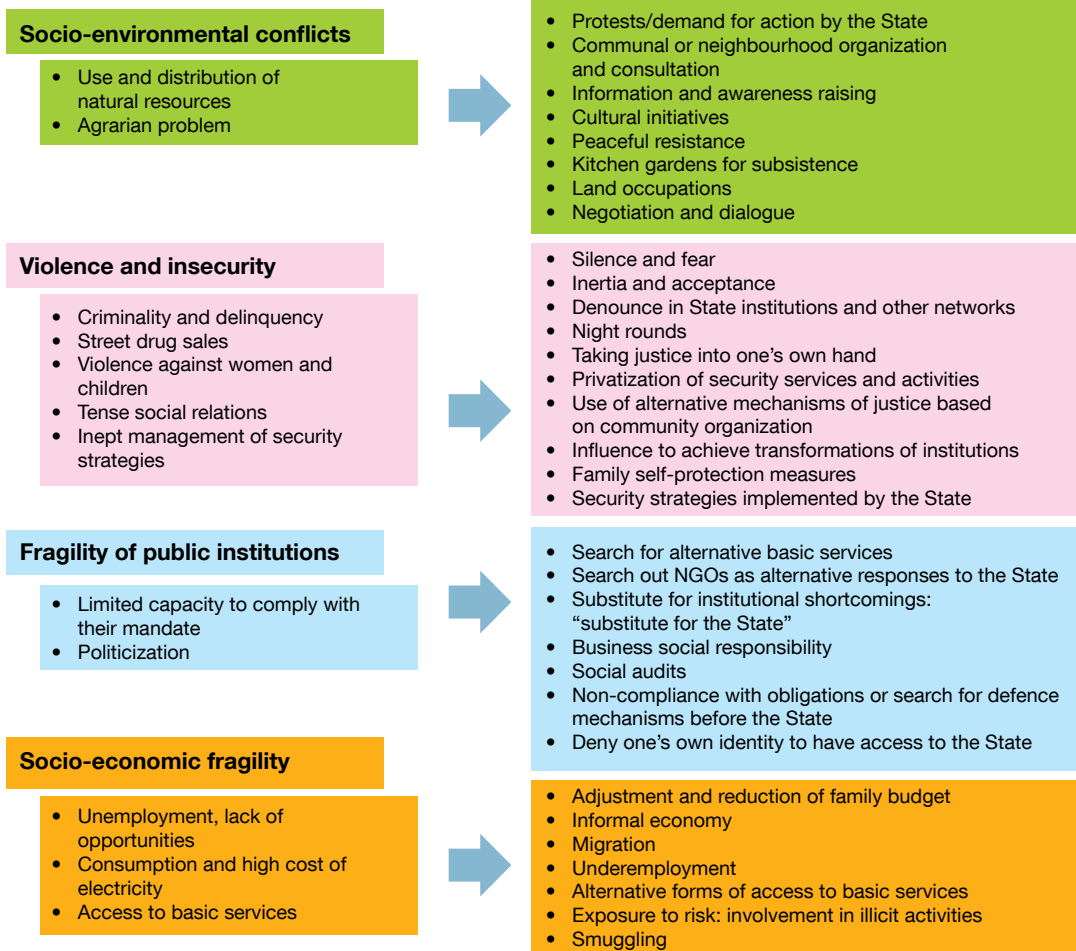 Socio-environmental conflicts
• Use and distribution of
natural resources
• Agrarian problem
• Protests/demand for action by the State
• Communal or neighbourhood organization
and consultation
• Information and awareness raising
• Cultural initiatives
• Peaceful resistance
• Kitchen gardens for subsistence
• Land occupations
• Negotiation and dialogue
Violence and insecurity
• Criminality and delinquency
• Street drug sales
• Violence against women and
children
• Tense social relations
• Inept management of security
strategies
• Silence and fear
• Inertia and acceptance
• Denounce in State institutions and other networks
• Night rounds
• Taking justice into one's own hand
• Privatization of security services and activities
• Use of alternative mechanisms of justice based
on community organization
• Influence to achieve transformations of institutions
• Family self-protection measures
• Security strategies implemented by the State
Fragility of public institutions
• Limited capacity to comply with
their mandate
• Politicization
• Search for alternative basic services
• Search out NGOs as alternative responses to the State
• Substitute for institutional shortcomings:
“substitute for the State”
• Business social responsibility
• Social audits
• Non-compliance with obligations or search for defence
mechanisms before the State
• Deny one's own identity to have access to the State
Socio-economic fragility
• Unemployment, lack of
opportunities
• Consumption and high cost of
electricity
• Access to basic services
• Adjustment and reduction of family budget
• Informal economy
• Migration
• Underemployment
• Alternative forms of access to basic services
• Exposure to risk: involvement in illicit activities
• Smuggling